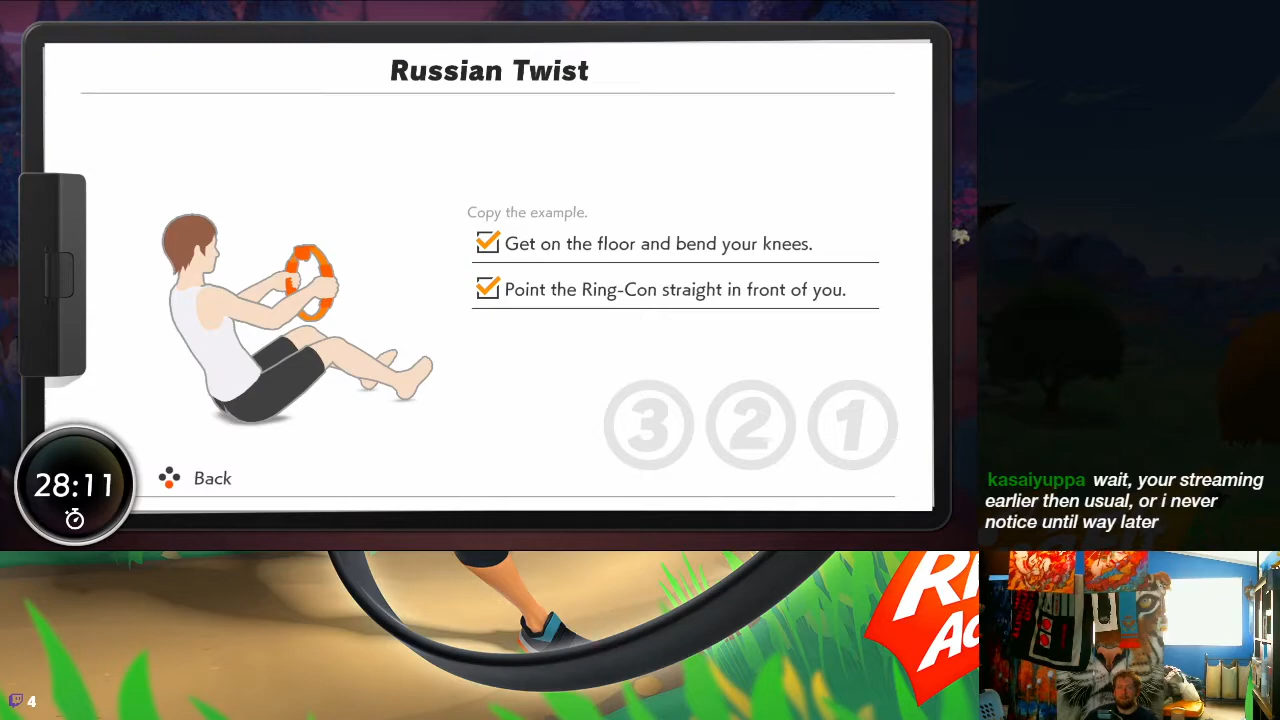 Russian Twist
Copy the example.
Get on the floor and bend your knees.
Point the Ring-Con straight in front of you.
3 2 1
Back
28:11
kasaiyuppa wait, your streaming
earlier then usual, or i never
notice until way later
4